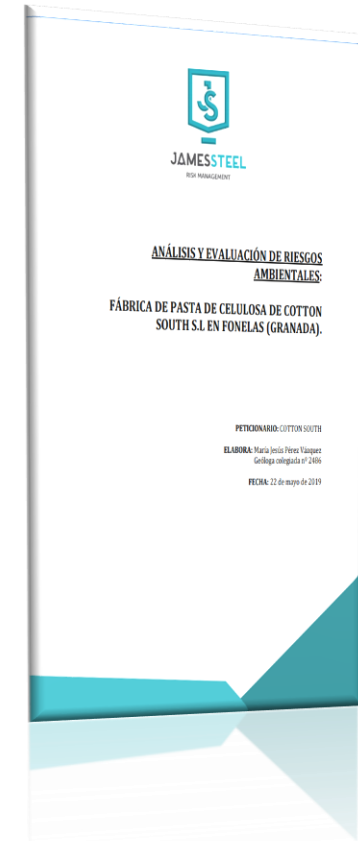 JAMESSTEEL
RISK MANAGEMENT
ANÁLISIS Y EVALUACIÓN DE RIESGOS
AMBIENTALES:
FÁBRICA DE PASTA DE CELULOSA DE COTTON
SOUTH S.L EN FONELAS (GRANADA).
PETICIONARIO: COTTON SOUTH
ELABORA: María Jesús Pérez Vázquez
Geóloga colegiada nº 2486
FECHA: 22 de mayo de 2019